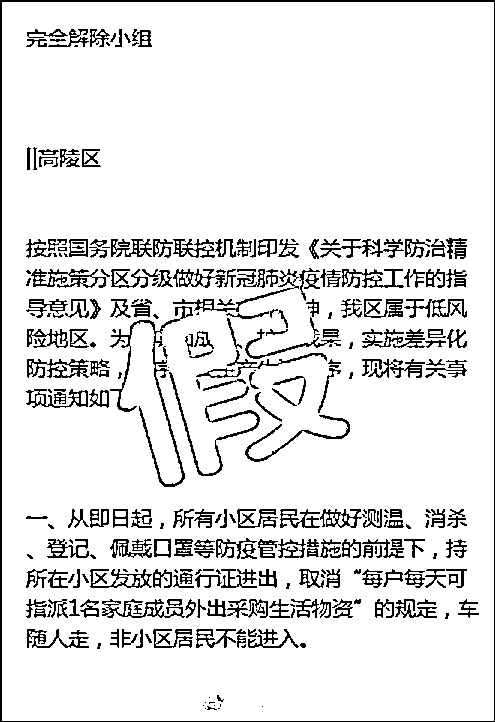 完全解除小组
||高陵区
按照国务院联防联控机制印发《关于科学防治精
准施策分区分级做好新冠肺炎疫情防控工作的指
导意见》及省、市相关 神，我区属于低风
险地区。为 果，实施差异化
防控策略， 序，现将有关事
项通知如下
假
一、从即日起，所有小区居民在做好测温、消杀
、登记、佩戴口罩等防疫管控措施的前提下，持
所在小区发放的通行证进出，取消“每户每天可
指派1名家庭成员外出采购生活物资”的规定，车
随人走，非小区居民不能进入。